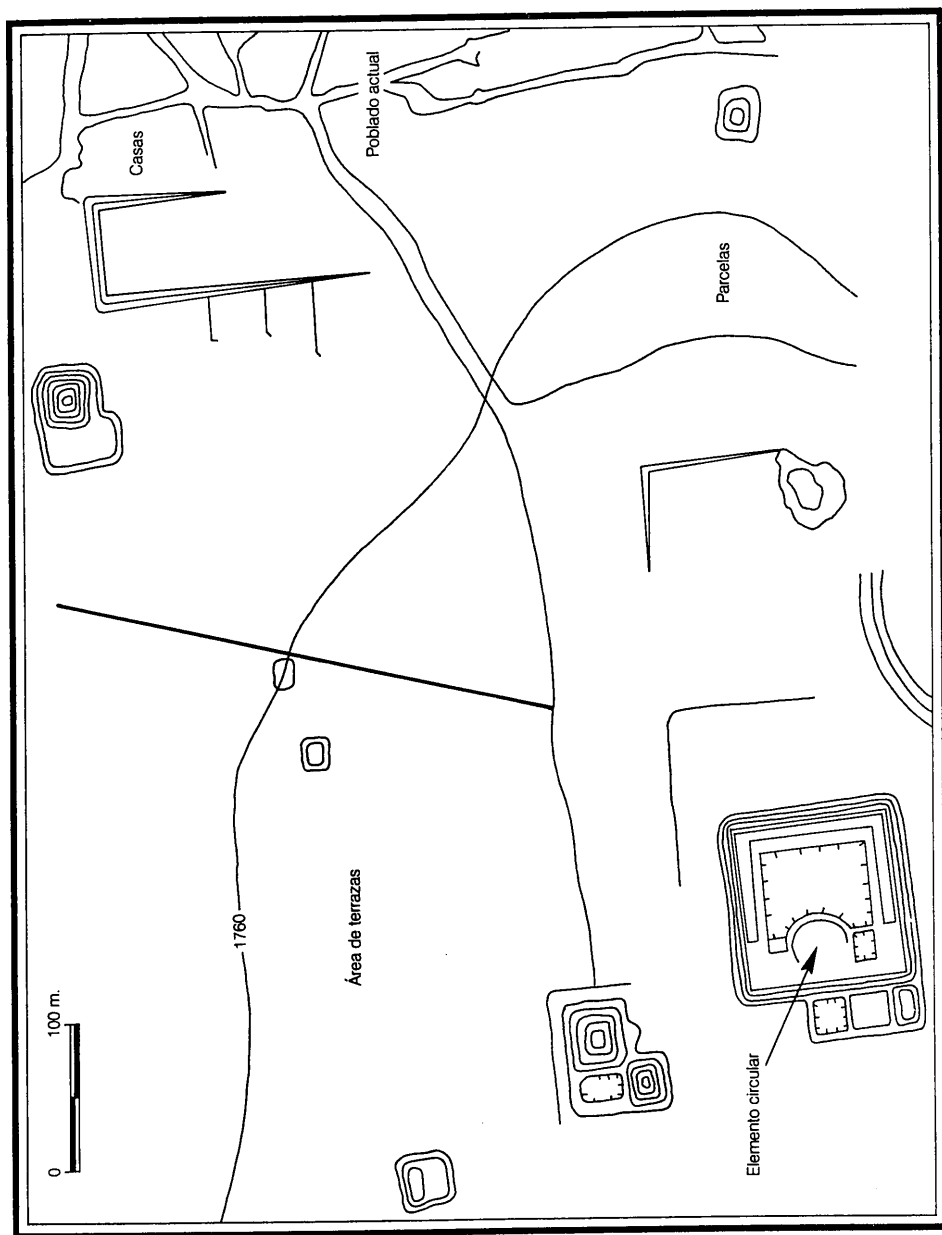 Casas
Poblado actual
Parcelas
1760
Área de terrazas
0
100 m.
Elemento circular